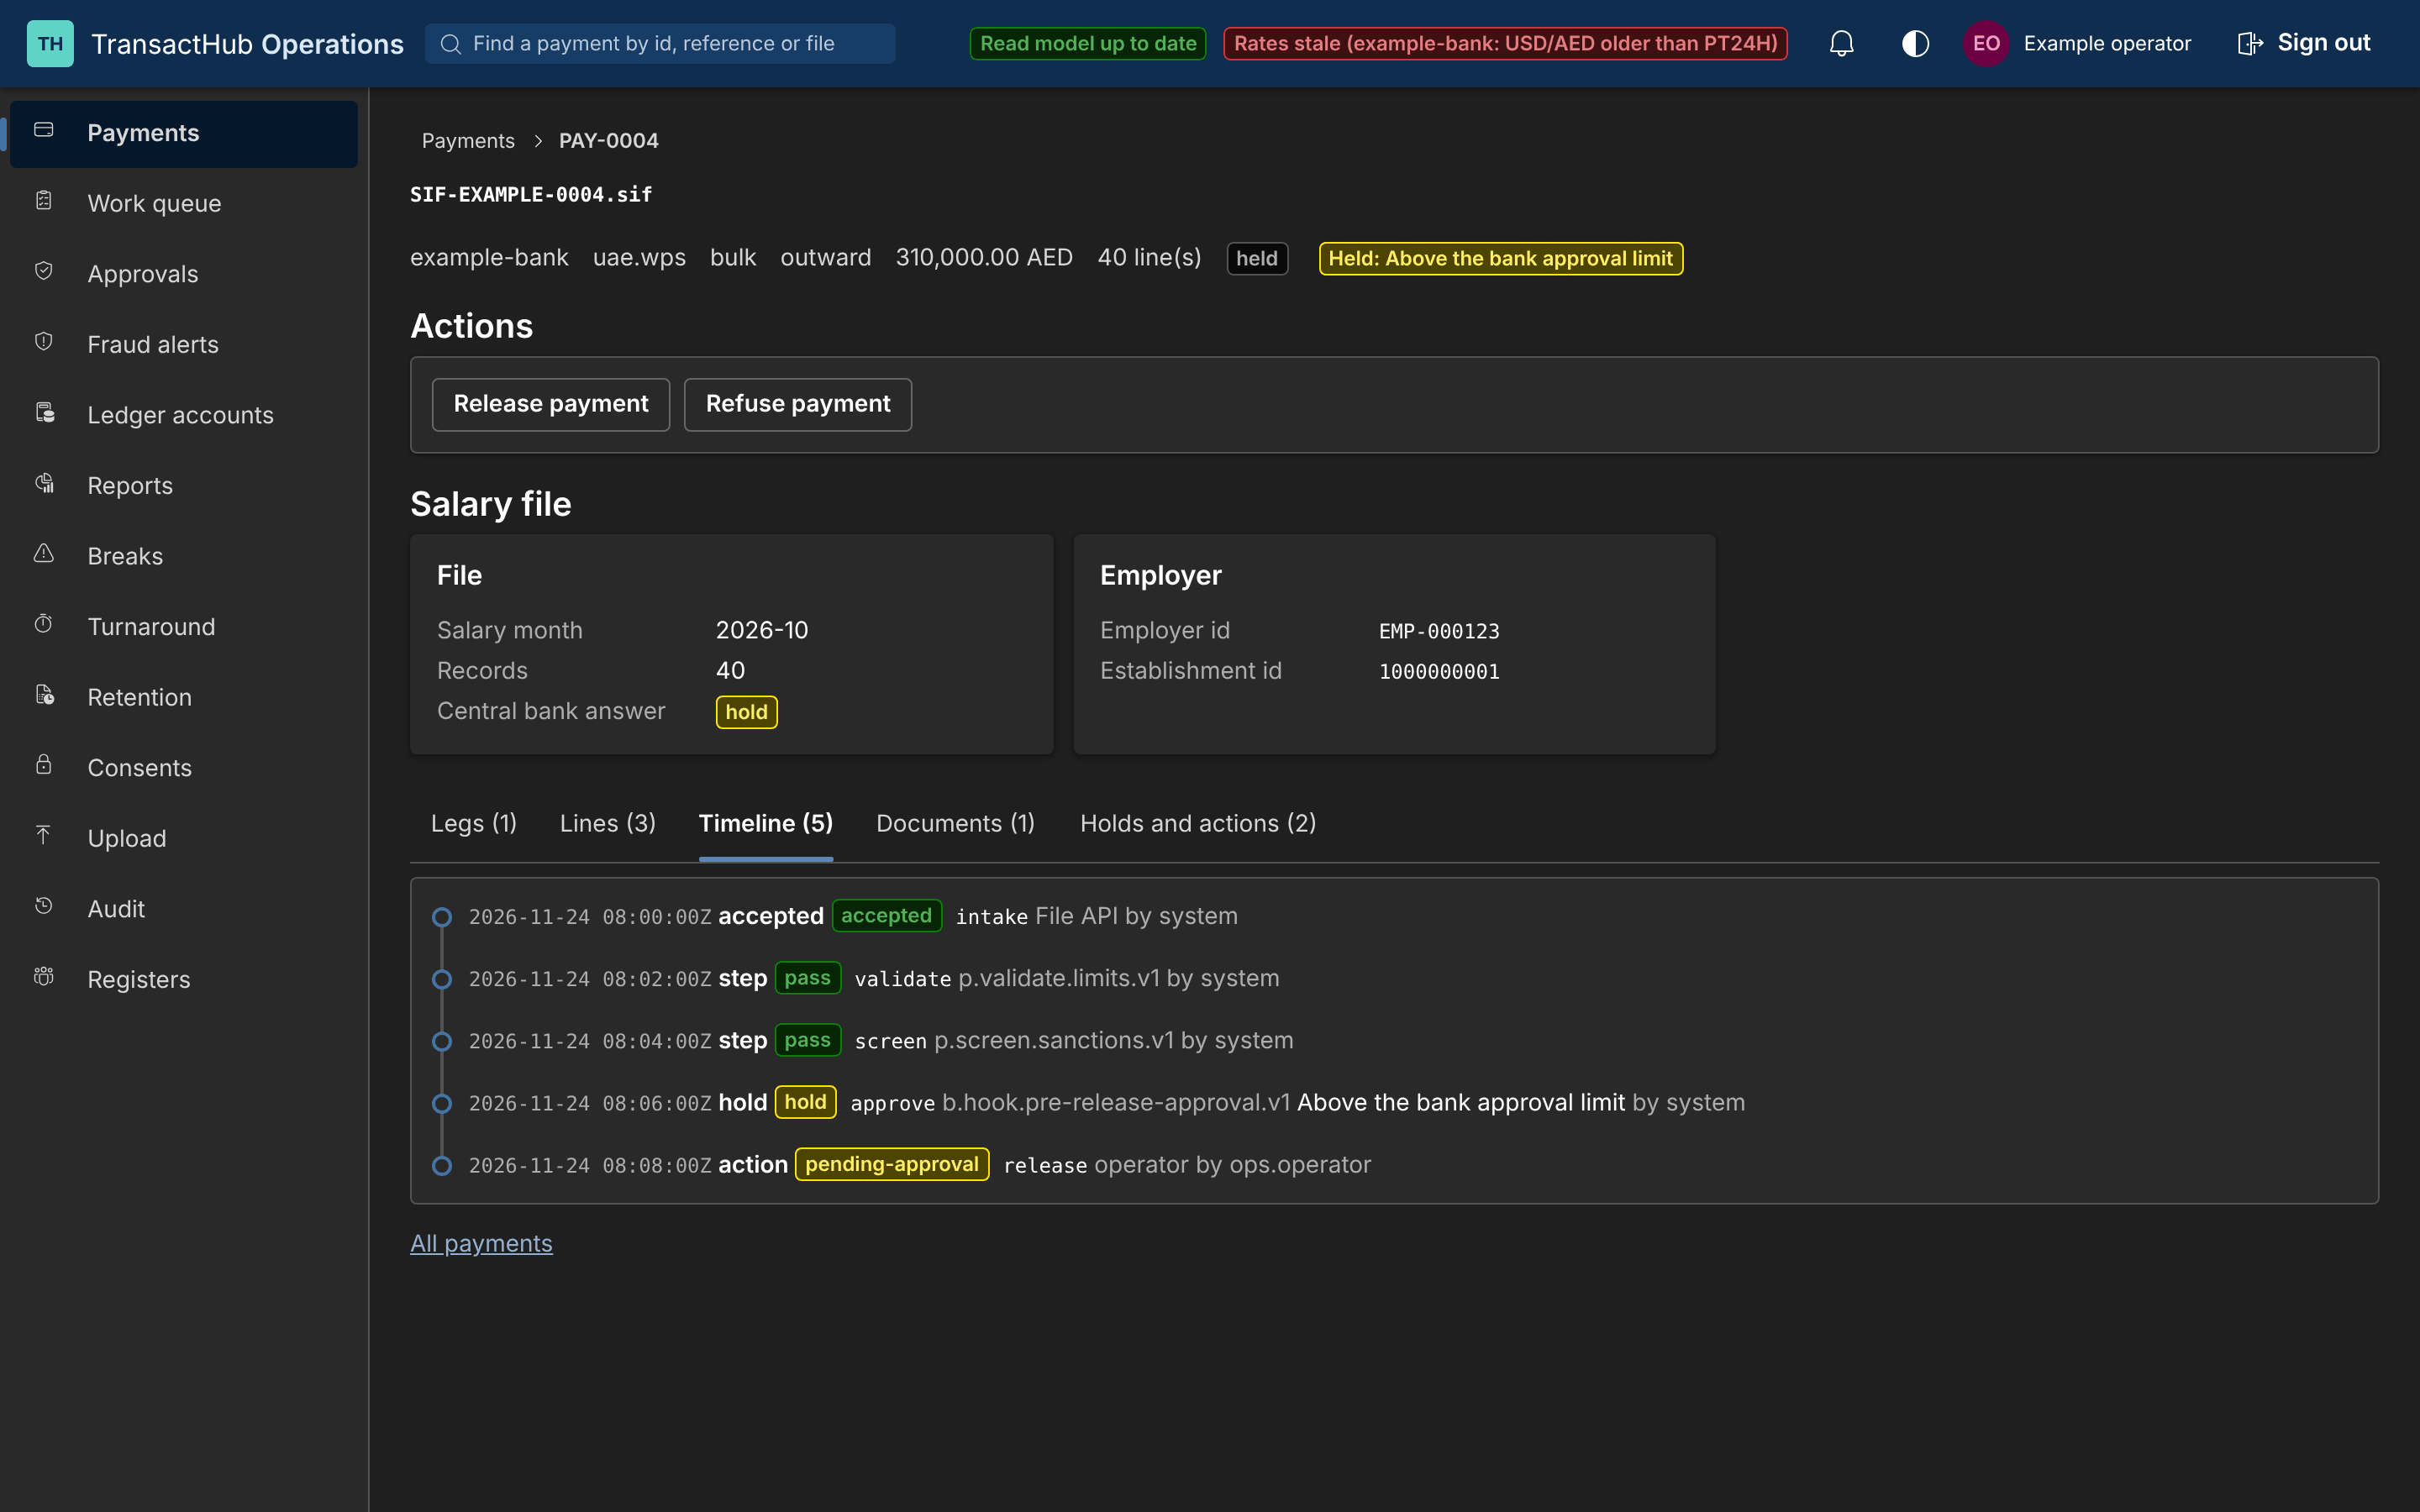 TH TransactHub Operations Find a payment by id, reference or file Read model up to date Rates stale (example-bank: USD/AED older than PT24H) EO Example operator Sign out
Payments
Work queue
Approvals
Fraud alerts
Ledger accounts
Reports
Breaks
Turnaround
Retention
Consents
Upload
Audit
Registers
Payments > PAY-0004
SIF-EXAMPLE-0004.sif
example-bank uae.wps bulk outward 310,000.00 AED 40 line(s) held Held: Above the bank approval limit
Actions
Release payment Refuse payment
Salary file
File
Salary month 2026-10
Records 40
Central bank answer hold
Employer
Employer id EMP-000123
Establishment id 1000000001
Legs (1) Lines (3) Timeline (5) Documents (1) Holds and actions (2)
2026-11-24 08:00:00Z accepted accepted intake File API by system
2026-11-24 08:02:00Z step pass validate p.validate.limits.v1 by system
2026-11-24 08:04:00Z step pass screen p.screen.sanctions.v1 by system
2026-11-24 08:06:00Z hold hold approve b.hook.pre-release-approval.v1 Above the bank approval limit by system
2026-11-24 08:08:00Z action pending-approval release operator by ops.operator
All payments